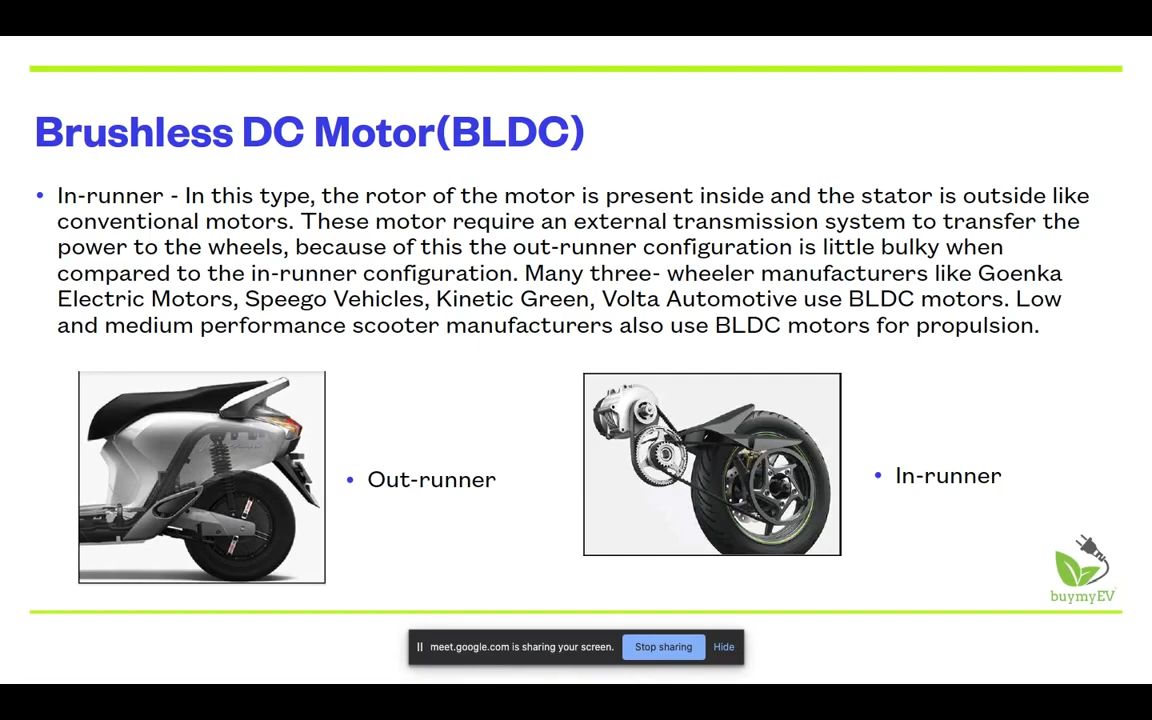 Brushless DC Motor(BLDC)
• In-runner - In this type, the rotor of the motor is present inside and the stator is outside like
conventional motors. These motor require an external transmission system to transfer the
power to the wheels, because of this the out-runner configuration is little bulky when
compared to the in-runner configuration. Many three- wheeler manufacturers like Goenka
Electric Motors, Speego Vehicles, Kinetic Green, Volta Automotive use BLDC motors. Low
and medium performance scooter manufacturers also use BLDC motors for propulsion.
• Out-runner
• In-runner
buymyEV
meet.google.com is sharing your screen.
Stop sharing
Hide